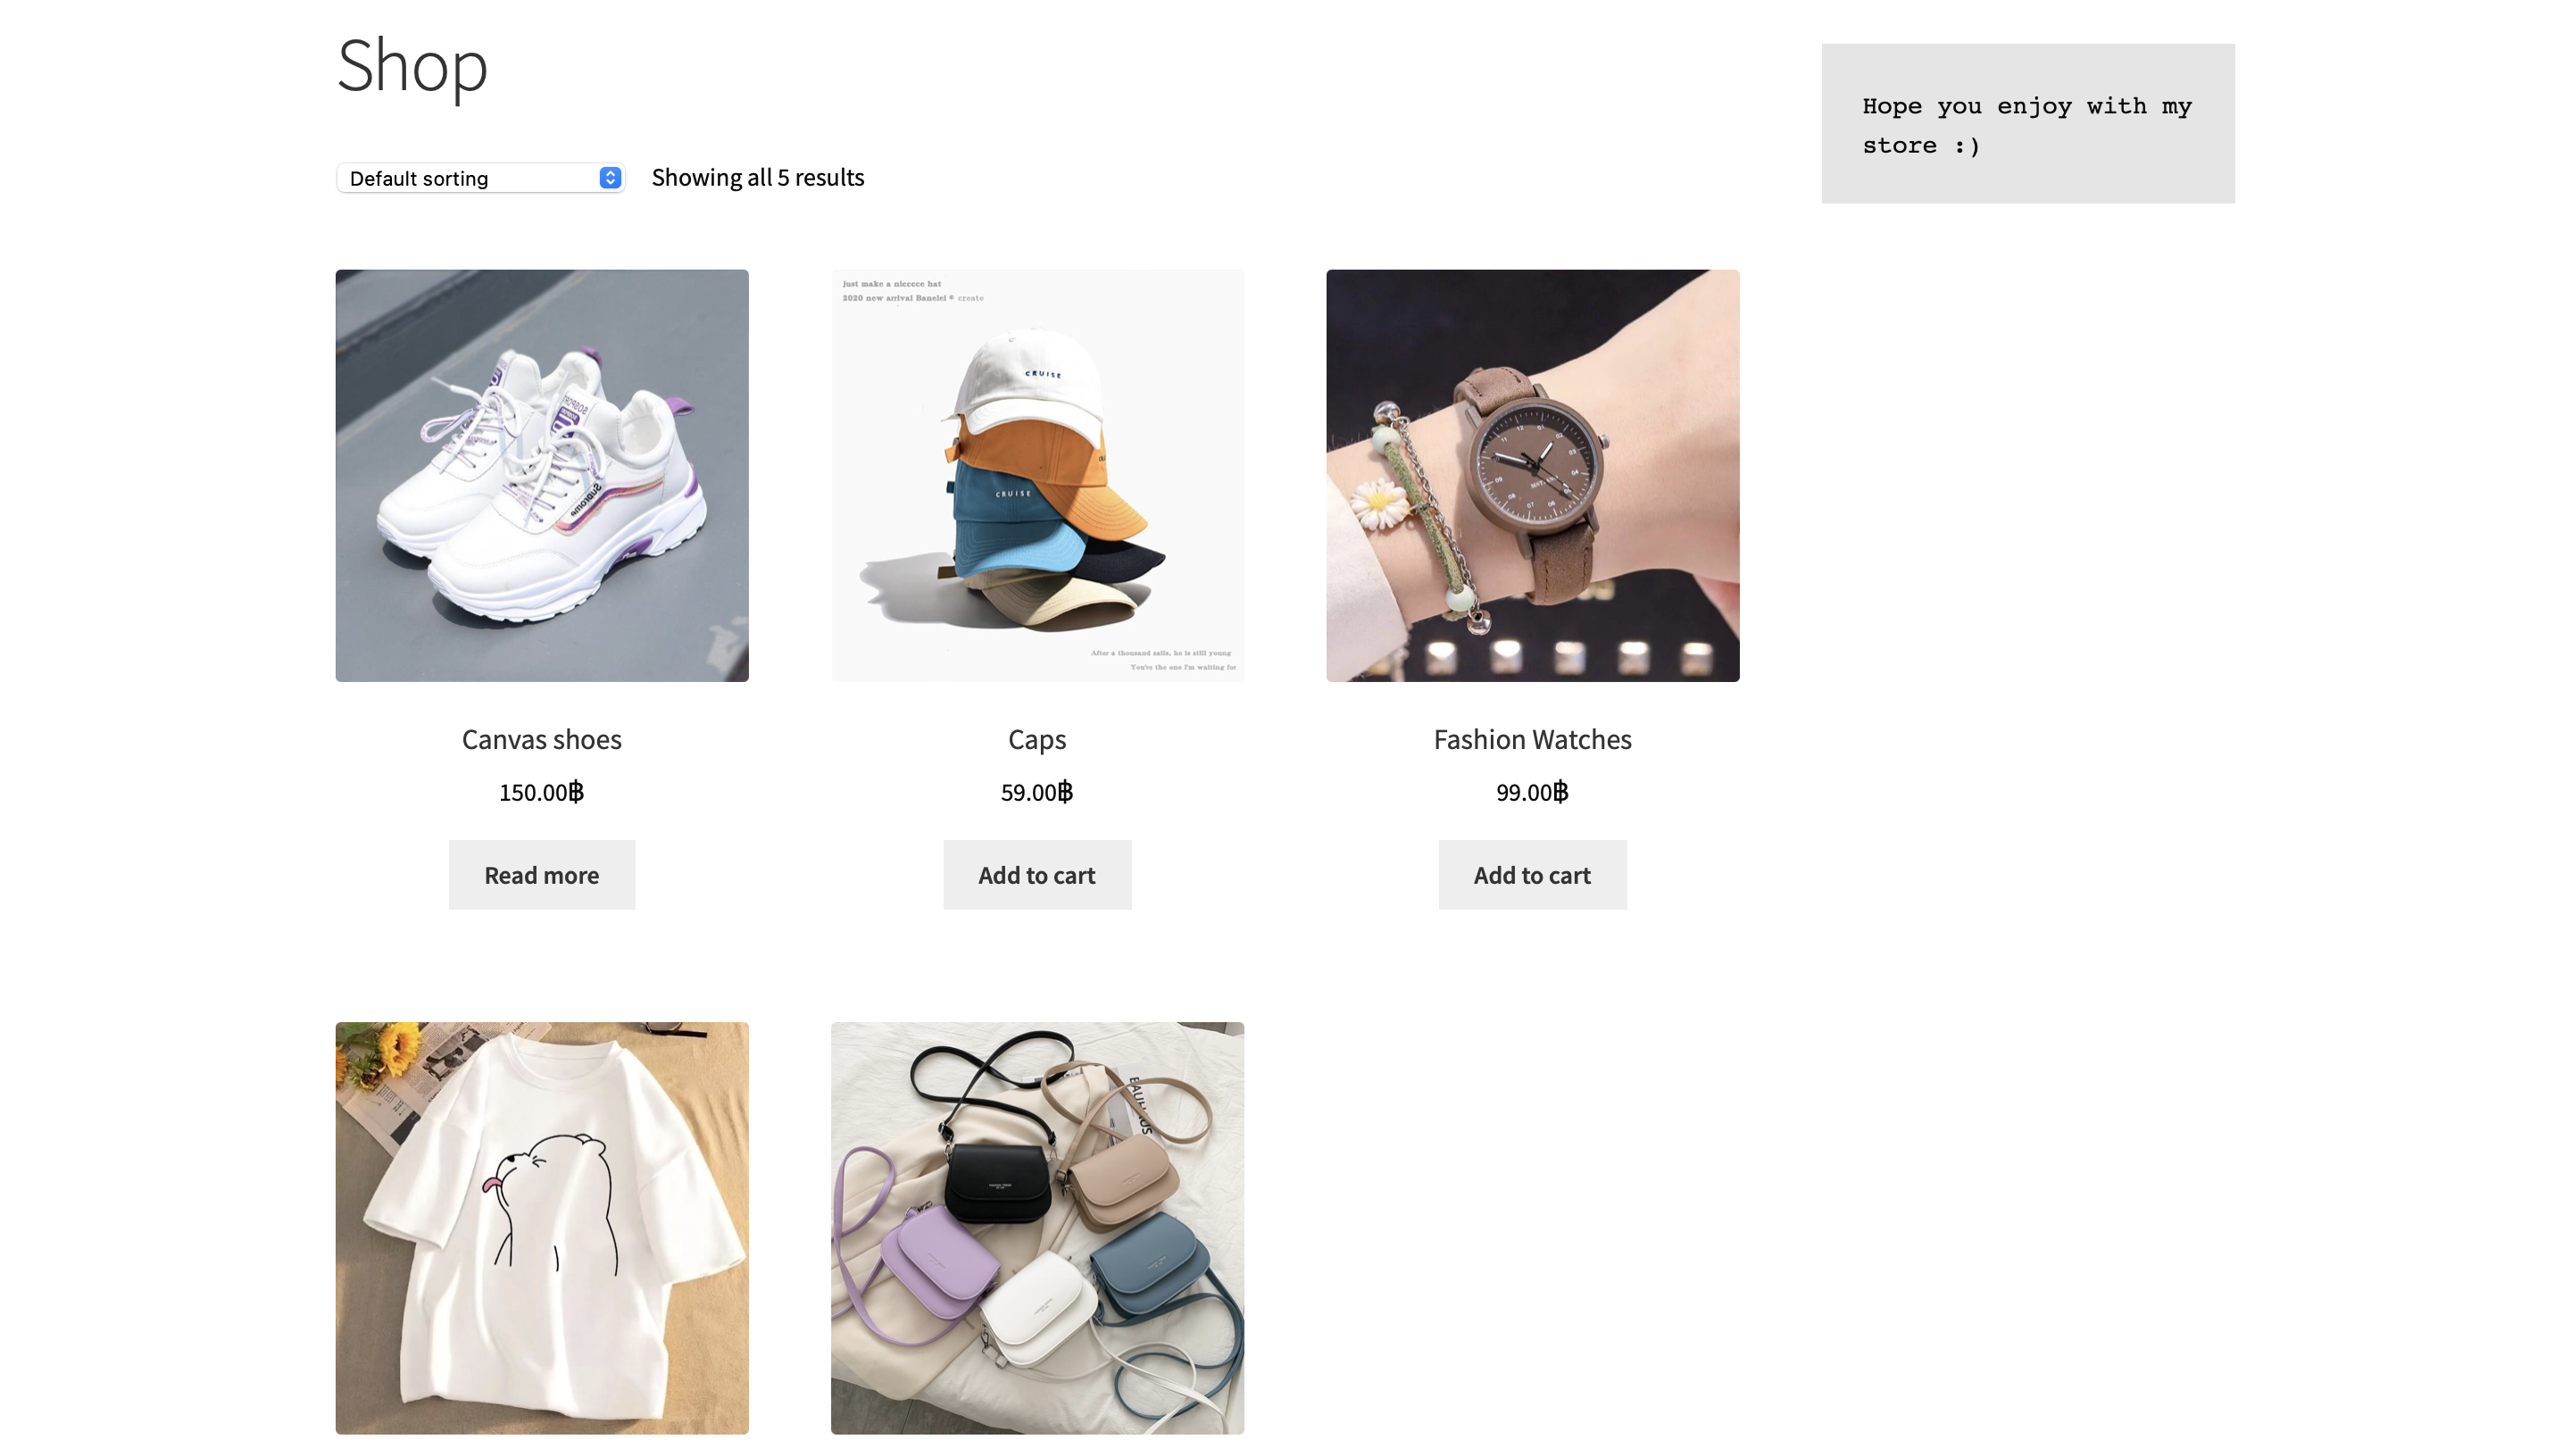 Shop
Hope you enjoy with my
store :)
Default sorting
Showing all 5 results
just make a niccce hat
2020 new arrival Banelei ® create
CRUISE
CRUISE
After a thousand sails, he is still young
You're the one I'm waiting for
Canvas shoes
150.00฿
Read more
Caps
59.00฿
Add to cart
Fashion Watches
99.00฿
Add to cart